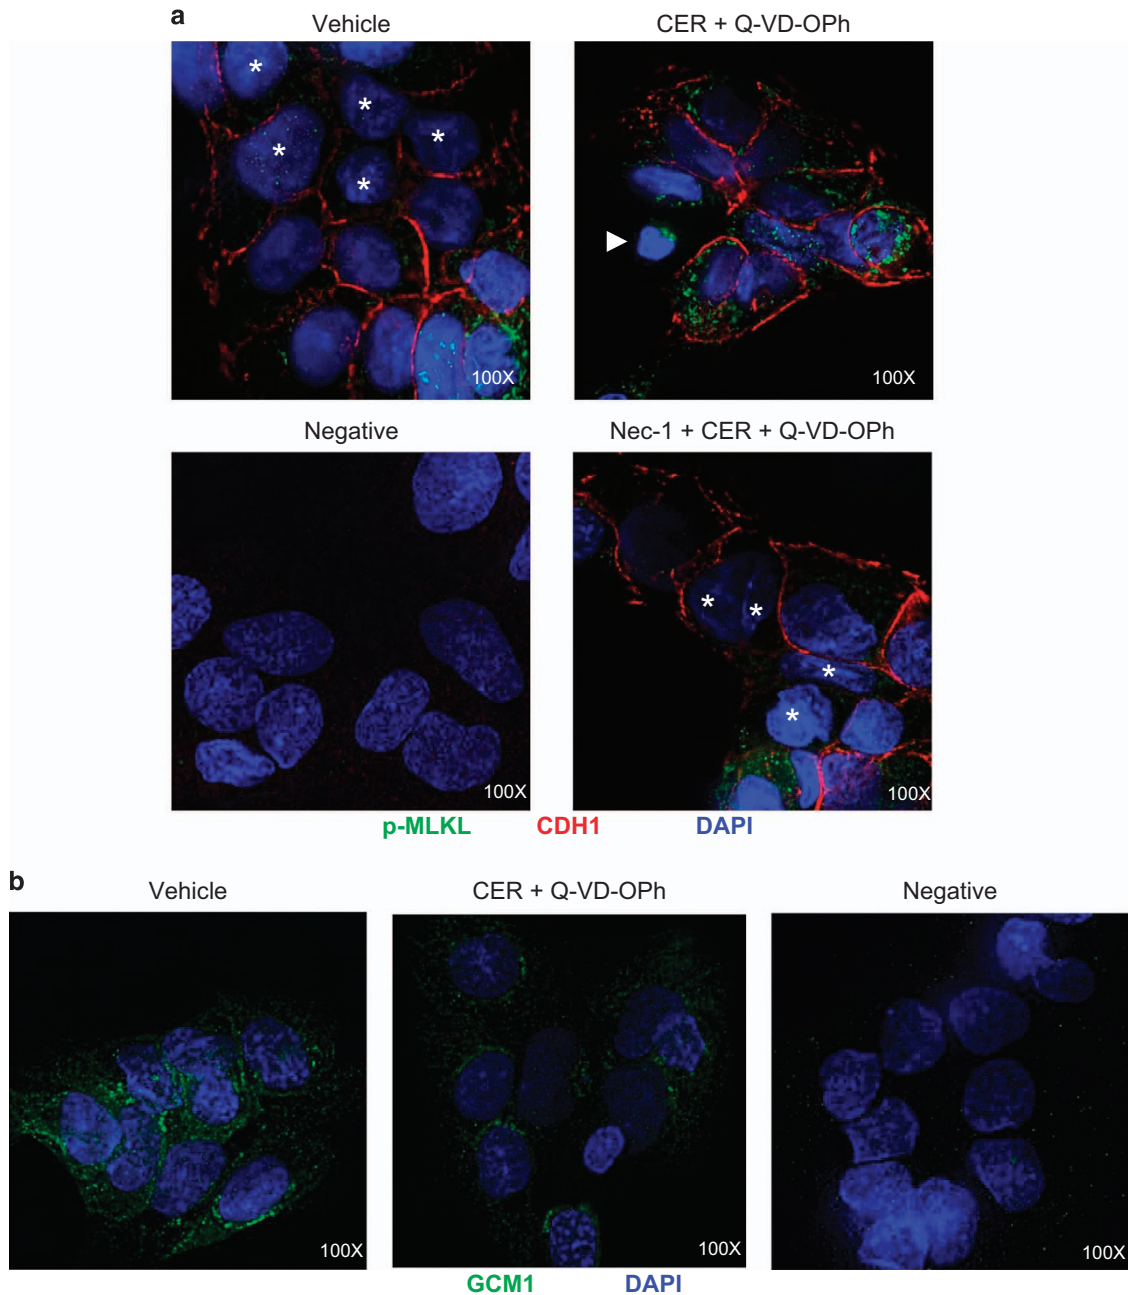 a
Vehicle
CER + Q-VD-OPh
*
*
*
*
*
100X
100X
Negative
Nec-1 + CER + Q-VD-OPh
*
*
*
*
100X
100X
p-MLKL CDH1 DAPI
b
Vehicle
CER + Q-VD-OPh
Negative
100X
100X
100X
GCM1 DAPI